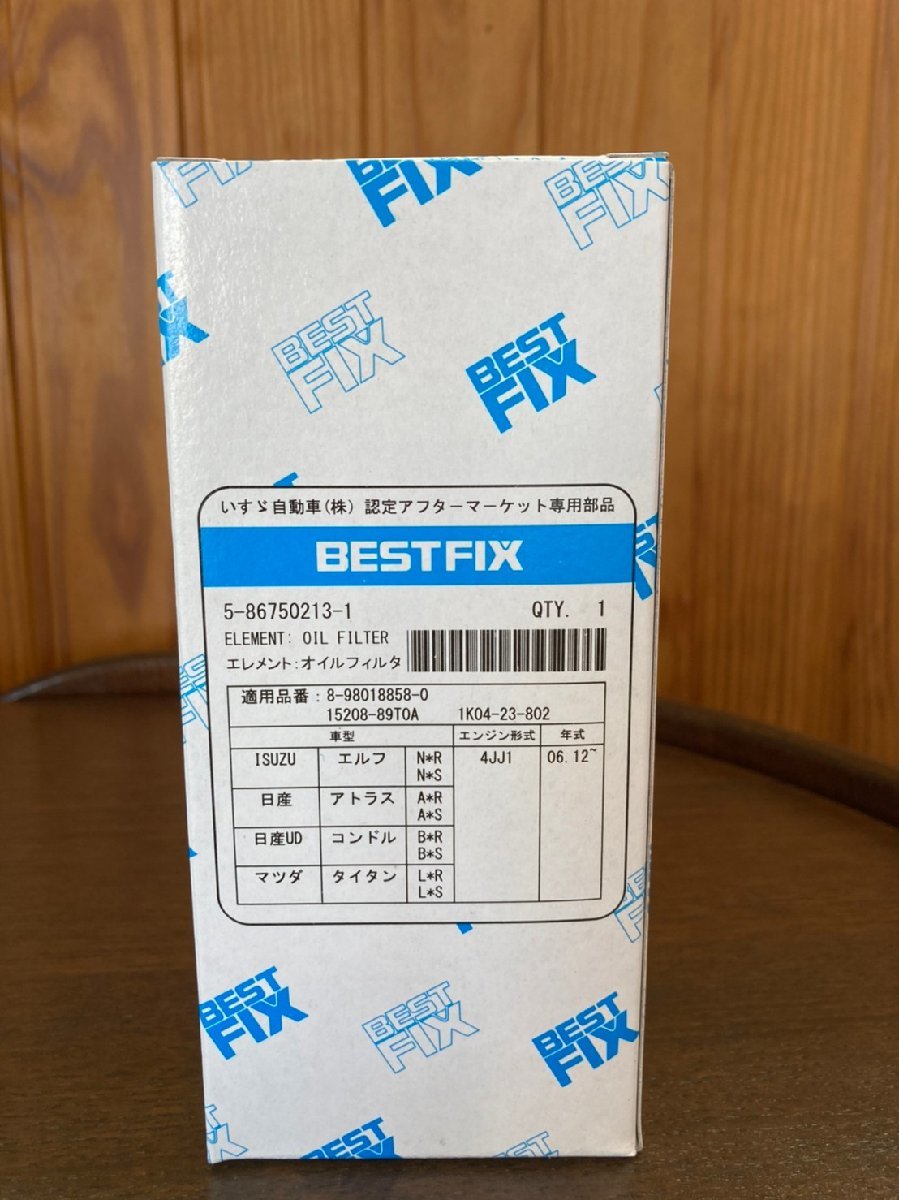 BEST FIX
BEST FIX
BEST FIX
BEST FIX
いすゞ自動車(株) 認定アフターマーケット専用部品
BESTFIX
5-86750213-1 QTY. 1
ELEMENT: OIL FILTER
エレメント:オイルフィルタ
適用品番:8-98018858-0
15208-89T0A 1K04-23-802
車型 エンジン形式 年式
ISUZU エルフ N*R 4JJ1 06.12~
N*S
日産 アトラス A*R
A*S
日産UD コンドル B*R
B*S
マツダ タイタン L*R
L*S
BEST FIX
BEST FIX
BEST FIX
BEST
BEST